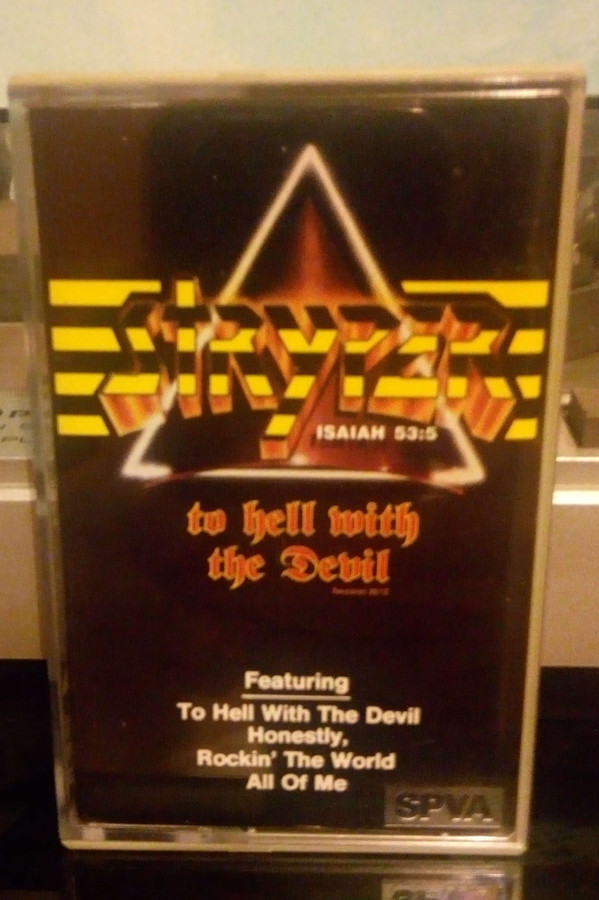 STRYPER
ISAIAH 53:5
to hell with
the Devil
Featuring
To Hell With The Devil
Honestly,
Rockin' The World
All Of Me
SPVA